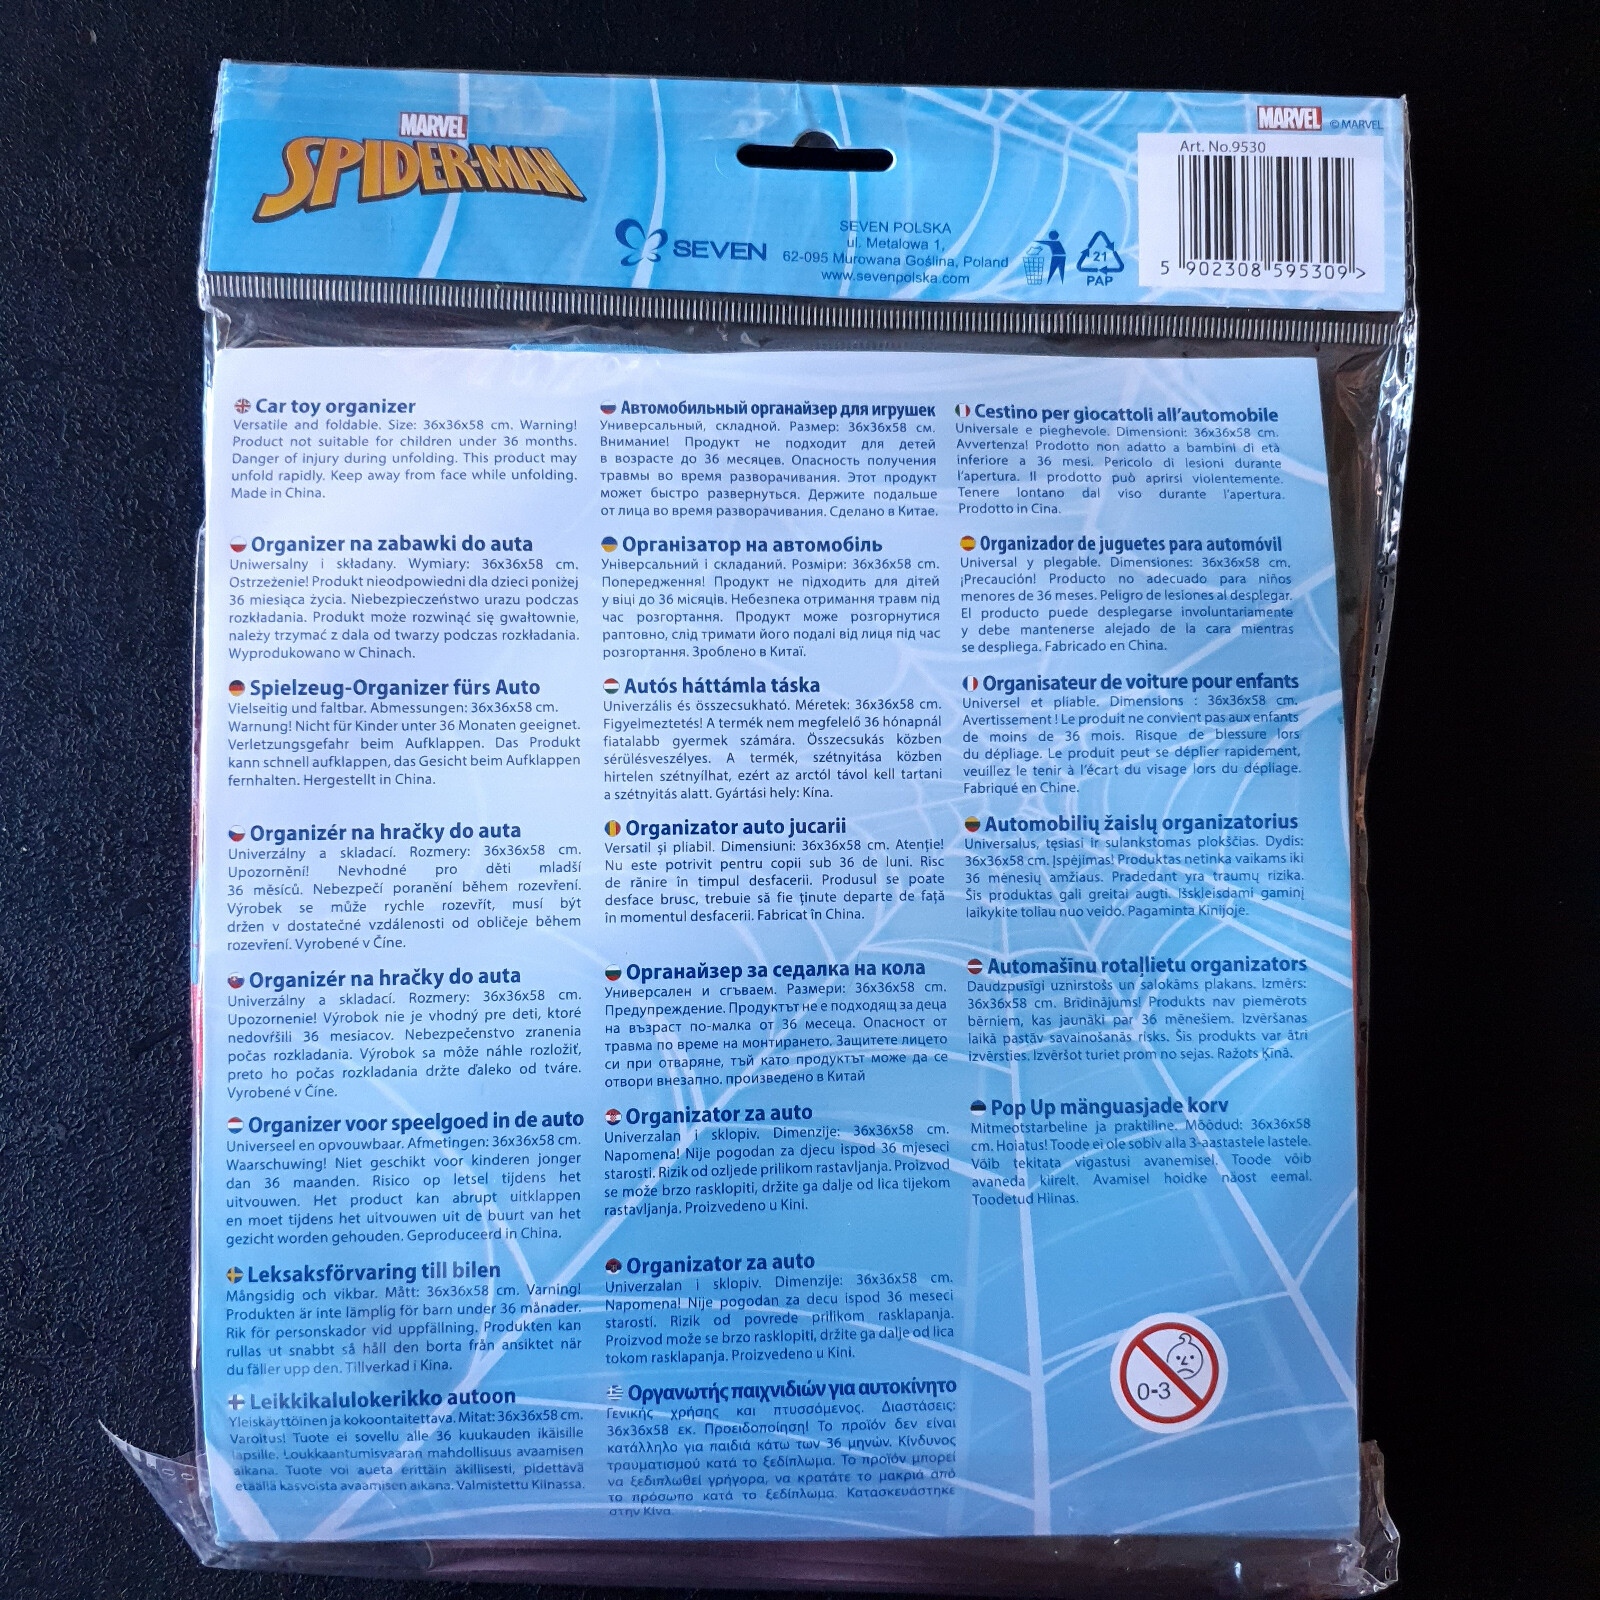 MARVEL
SPIDER-MAN
SEVEN
SEVEN POLSKA
ul. Metalowa 1,
62-095 Murowana Goślina, Poland
www.sevenpolska.com
21
PAP
MARVEL © MARVEL
Art. No.9530
5 902308 595309 >
Car toy organizer
Versatile and foldable. Size: 36x36x58 cm. Warning!
Product not suitable for children under 36 months.
Danger of injury during unfolding. This product may
unfold rapidly. Keep away from face while unfolding.
Made in China.
Organizer na zabawki do auta
Uniwersalny i składany. Wymiary: 36x36x58 cm.
Ostrzeżenie! Produkt nieodpowiedni dla dzieci poniżej
36 miesiąca życia. Niebezpieczeństwo urazu podczas
rozkładania. Produkt może rozwinąć się gwałtownie,
należy trzymać z dala od twarzy podczas rozkładania.
Wyprodukowano w Chinach.
Spielzeug-Organizer fürs Auto
Vielseitig und faltbar. Abmessungen: 36x36x58 cm.
Warnung! Nicht für Kinder unter 36 Monaten geeignet.
Verletzungsgefahr beim Aufklappen. Das Produkt
kann schnell aufklappen, das Gesicht beim Aufklappen
fernhalten. Hergestellt in China.
Organizér na hračky do auta
Univerzálny a skladací. Rozmery: 36x36x58 cm.
Upozornění! Nevhodné pro děti mladší
36 měsíců. Nebezpečí poranění během rozevření.
Výrobek se může rychle rozevřít, musí být
držen v dostatečné vzdálenosti od obličeje během
rozevření. Vyrobené v Číne.
Organizér na hračky do auta
Univerzálny a skladací. Rozmery: 36x36x58 cm.
Upozornenie! Výrobok nie je vhodný pre deti, ktoré
nedovŕšili 36 mesiacov. Nebezpečenstvo zranenia
počas rozkladania. Výrobok sa môže náhle rozložiť,
preto ho počas rozkladania držte ďaleko od tváre.
Vyrobené v Číne.
Organizer voor speelgoed in de auto
Universeel en opvouwbaar. Afmetingen: 36x36x58 cm.
Waarschuwing! Niet geschikt voor kinderen jonger
dan 36 maanden. Risico op letsel tijdens het
uitvouwen. Het product kan abrupt uitklappen
en moet tijdens het uitvouwen uit de buurt van het
gezicht worden gehouden. Geproduceerd in China.
Leksaksförvaring till bilen
Mångsidig och vikbar. Mått: 36x36x58 cm. Varning!
Produkten är inte lämplig för barn under 36 månader.
Rik för personskador vid uppfällning. Produkten kan
rullas ut snabbt så håll den borta från ansiktet när
du fäller upp den. Tillverkad i Kina.
Leikkikalulokerikko autoon
Yleiskäyttöinen ja kokoontaitettava. Mitat: 36x36x58 cm.
Varoitus! Tuote ei sovellu alle 36 kuukauden ikäisille
lapsille. Loukkaantumisvaaran mahdollisuus avaamisen
aikana. Tuote voi aueta erittäin äkillisesti, pidettävä
etäällä kasvoista avaamisen aikana. Valmistettu Kiinassa.
Автомобильный органайзер для игрушек
Универсальный, складной. Размер: 36x36x58 см.
Внимание! Продукт не подходит для детей
в возрасте до 36 месяцев. Опасность получения
травмы во время разворачивания. Этот продукт
может быстро развернуться. Держите подальше
от лица во время разворачивания. Сделано в Китае.
Організатор на автомобіль
Універсальний і складаний. Розміри: 36x36x58 cm.
Попередження! Продукт не підходить для дітей
у віці до 36 місяців. Небезпека отримання травм під
час розгортання. Продукт може розгорнутися
раптовно, слід тримати його подалі від лиця під час
розгортання. Зроблено в Китаї.
Autós háttámla táska
Univerzális és összecsukható. Méretek: 36x36x58 cm.
Figyelmeztetés! A termék nem megfelelő 36 hónapnál
fiatalabb gyermek számára. Összecsukás közben
sérülésveszélyes. A termék, szétnyitása közben
hirtelen szétnyílhat, ezért az arctól távol kell tartani
a szétnyitás alatt. Gyártási hely: Kína.
Organizator auto jucarii
Versatil și pliabil. Dimensiuni: 36x36x58 cm. Atenție!
Nu este potrivit pentru copii sub 36 de luni. Risc
de rănire în timpul desfacerii. Produsul se poate
desface brusc, trebuie să fie ținute departe de față
în momentul desfacerii. Fabricat în China.
Органайзер за седалка на кола
Универсален и сгъваем. Размери: 36x36x58 cm.
Предупреждение. Продуктът не е подходящ за деца
на възраст по-малка от 36 месеца. Опасност от
травма по време на монтирането. Защитете лицето
си при отваряне, тъй като продуктът може да се
отвори внезапно. произведено в Китай
Organizator za auto
Univerzalan i sklopiv. Dimenzije: 36x36x58 cm.
Napomena! Nije pogodan za djecu ispod 36 mjeseci
starosti. Rizik od ozljede prilikom rastavljanja. Proizvod
se može brzo rasklopiti, držite ga dalje od lica tijekom
rastavljanja. Proizvedeno u Kini.
Organizator za auto
Univerzalan i sklopiv. Dimenzije: 36x36x58 cm.
Napomena! Nije pogodan za decu ispod 36 meseci
starosti. Rizik od povrede prilikom rasklapanja.
Proizvod može se brzo rasklopiti, držite ga dalje od lica
tokom rasklapanja. Proizvedeno u Kini.
Οργανωτής παιχνιδιών για αυτοκίνητο
Γενικής χρήσης και πτυσσόμενος. Διαστάσεις:
36x36x58 εκ. Προειδοποίηση! Το προϊόν δεν είναι
κατάλληλο για παιδιά κάτω των 36 μηνών. Κίνδυνος
τραυματισμού κατά το ξεδίπλωμα. Το προϊόν μπορεί
να ξεδιπλωθεί γρήγορα, να κρατάτε το μακριά από
το πρόσωπο κατά το ξεδίπλωμα. Κατασκευάστηκε
στην Κίνα.
Cestino per giocattoli all'automobile
Universale e pieghevole. Dimensioni: 36x36x58 cm.
Avvertenza! Prodotto non adatto a bambini di età
inferiore a 36 mesi. Pericolo di lesioni durante
l'apertura. Il prodotto può aprirsi violentemente.
Tenere lontano dal viso durante l'apertura.
Prodotto in Cina.
Organizador de juguetes para automóvil
Universal y plegable. Dimensiones: 36x36x58 cm.
¡Precaución! Producto no adecuado para niños
menores de 36 meses. Peligro de lesiones al desplegar.
El producto puede desplegarse involuntariamente
y debe mantenerse alejado de la cara mientras
se despliega. Fabricado en China.
Organisateur de voiture pour enfants
Universel et pliable. Dimensions : 36x36x58 cm.
Avertissement ! Le produit ne convient pas aux enfants
de moins de 36 mois. Risque de blessure lors
du dépliage. Le produit peut se déplier rapidement,
veuillez le tenir à l'écart du visage lors du dépliage.
Fabriqué en Chine.
Automobilių žaislų organizatorius
Universalus, tęsiasi ir sulankstomas plokščias. Dydis:
36x36x58 cm. Įspėjimas! Produktas netinka vaikams iki
36 mėnesių amžiaus. Pradedant yra traumų rizika.
Šis produktas gali greitai augti. Išskleisdami gaminį
laikykite toliau nuo veido. Pagaminta Kinijoje.
Automašīnu rotaļlietu organizators
Daudzpusīgi uznirstošs un salokāms plakans. Izmērs:
36x36x58 cm. Brīdinājums! Produkts nav piemērots
bērniem, kas jaunāki par 36 mēnešiem. Izvēršanas
laikā pastāv savainošanās risks. Šis produkts var ātri
izvērsties. Izvēršot turiet prom no sejas. Ražots Ķīnā.
Pop Up mänguasjade korv
Mitmeotstarbeline ja praktiline. Mõõdud: 36x36x58
cm. Hoiatus! Toode ei ole sobiv alla 3-aastastele lastele.
Võib tekitata vigastusi avanemisel. Toode võib
avaneda kiirelt. Avamisel hoidke näost eemal.
Toodetud Hiinas.
0-3